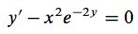 y′ − x²e⁻²ʸ = 0